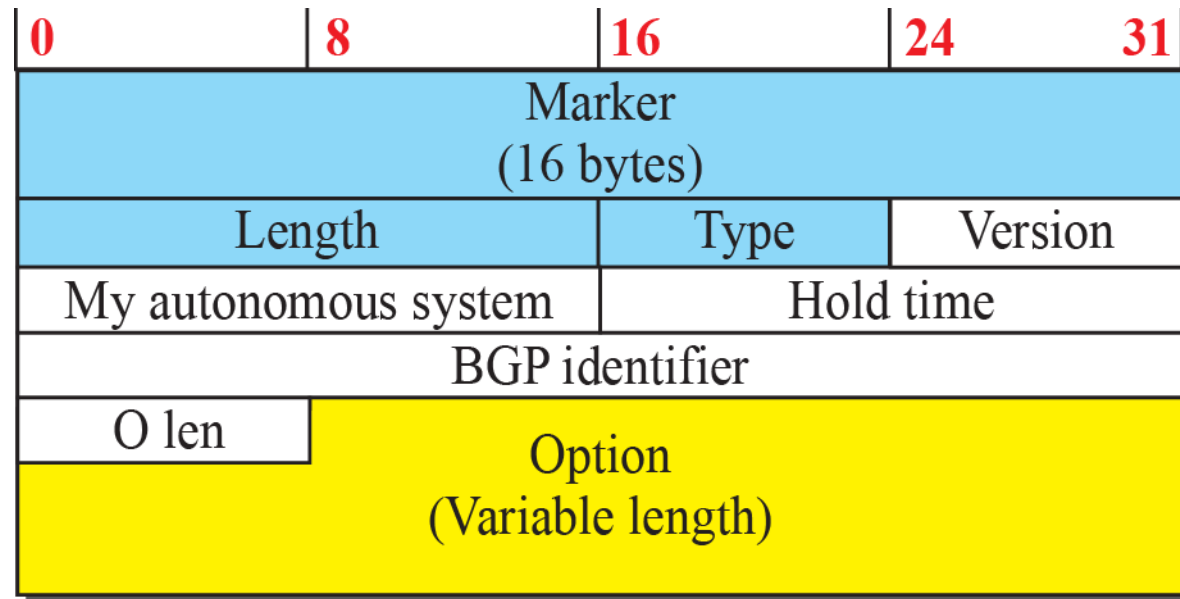 0 8 16 24 31
Marker
(16 bytes)
Length Type Version
My autonomous system Hold time
BGP identifier
O len
Option
(Variable length)